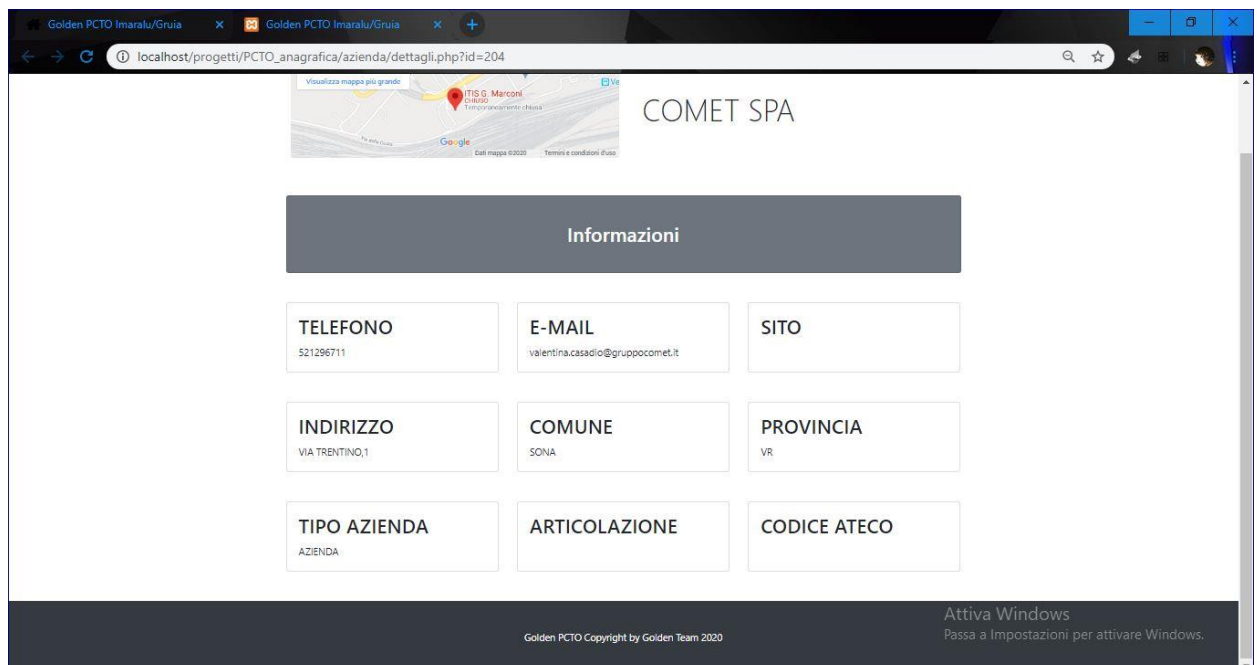 Golden PCTO Imaralu/Gruia
Golden PCTO Imaralu/Gruia
localhost/progetti/PCTO_anagrafica/azienda/dettagli.php?id=204
Visualizza mappa più grande
ITIS G. Marconi
CHIUSO
Temporaneamente chiusa
Google
Dati mappa ©2020 Termini e condizioni d'uso
COMET SPA
Informazioni
TELEFONO
521296711
E-MAIL
valentina.casadio@gruppocomet.it
SITO
INDIRIZZO
VIA TRENTINO,1
COMUNE
SONA
PROVINCIA
VR
TIPO AZIENDA
AZIENDA
ARTICOLAZIONE
CODICE ATECO
Golden PCTO Copyright by Golden Team 2020
Attiva Windows
Passa a Impostazioni per attivare Windows.